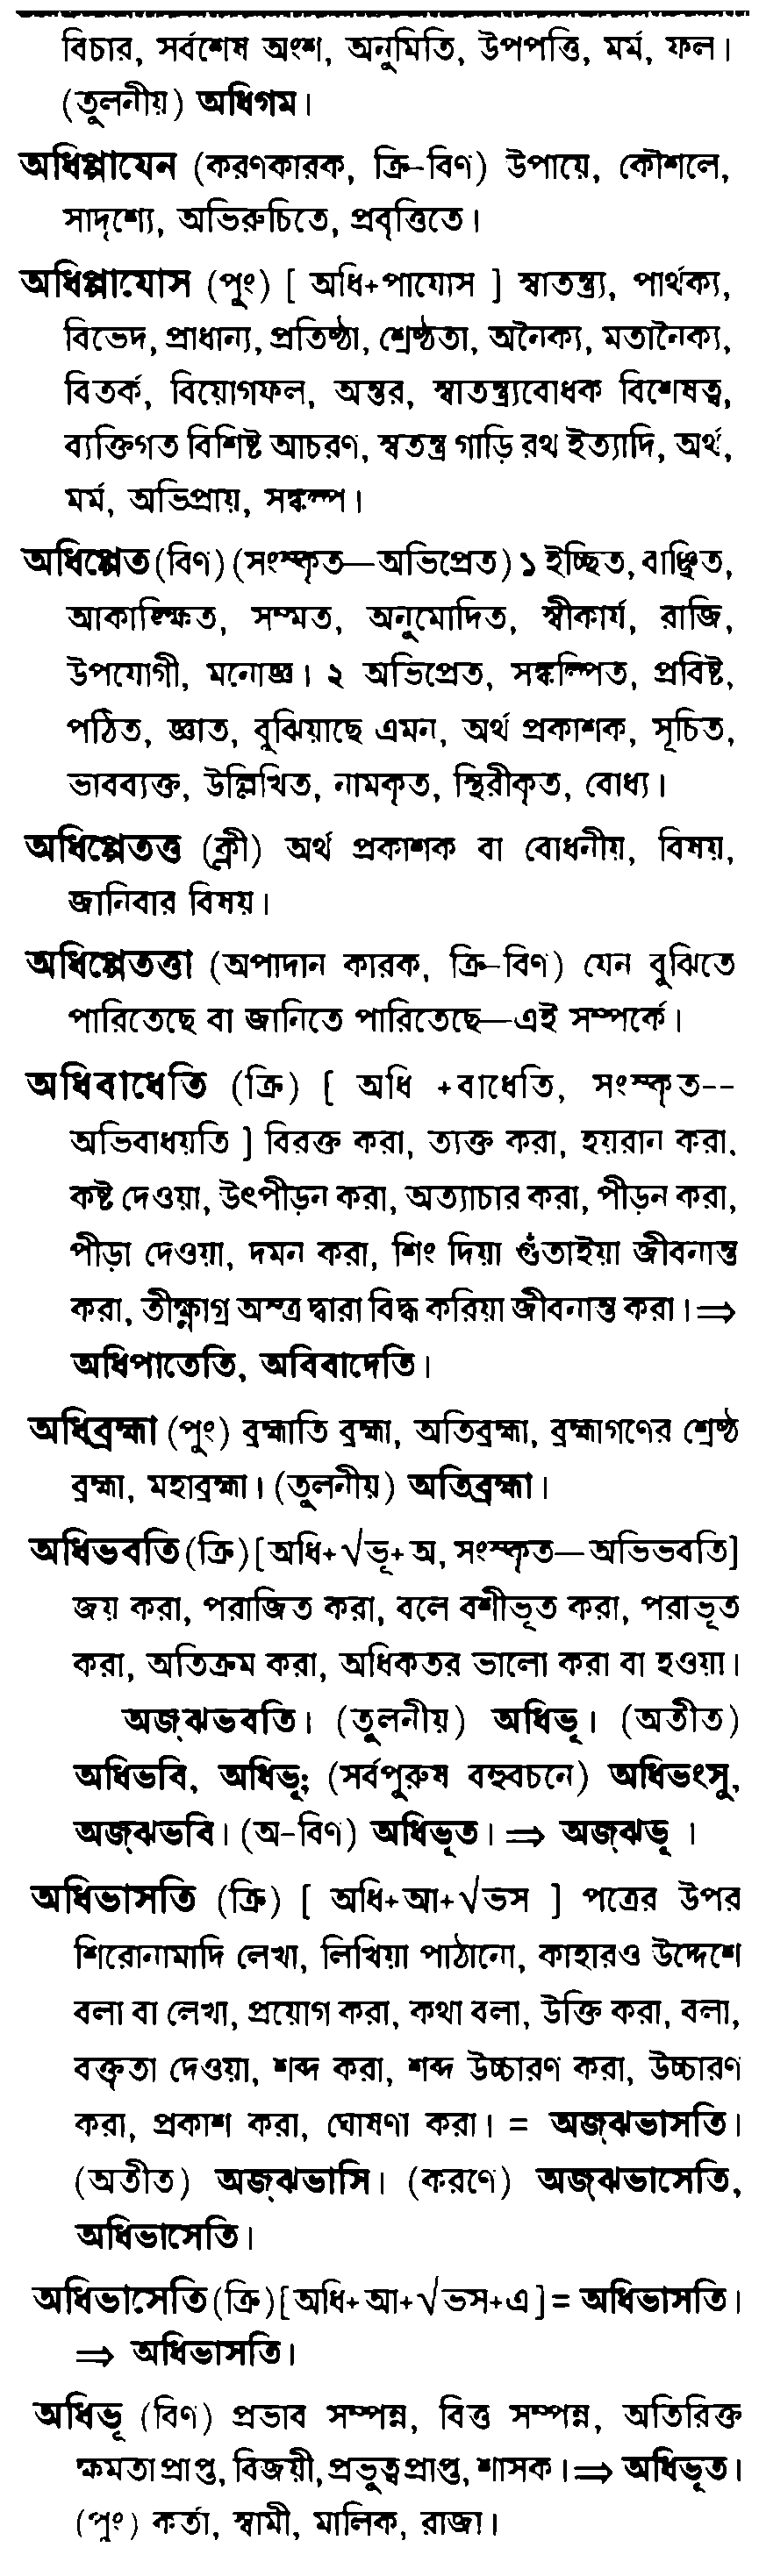 বিচার, সর্বশেষ অংশ, অনুমিতি, উপপত্তি, মর্ম, ফল।
(তুলনীয়) অধিগম।
অধিপ্পাযেন (করণকারক, ক্রি-বিণ) উপায়ে, কৌশলে,
সাদৃশ্যে, অভিরুচিতে, প্রবৃত্তিতে।
অধিপ্পাযোস (পুং) [ অধি+পাযোস ] স্বাতন্ত্র্য, পার্থক্য,
বিভেদ, প্রাধান্য, প্রতিষ্ঠা, শ্রেষ্ঠতা, অনৈক্য, মতানৈক্য,
বিতর্ক, বিয়োগফল, অন্তর, স্বাতন্ত্র্যবোধক বিশেষত্ব,
ব্যক্তিগত বিশিষ্ট আচরণ, স্বতন্ত্র গাড়ি রথ ইত্যাদি, অর্থ,
মর্ম, অভিপ্রায়, সঙ্কল্প।
অধিপ্পেত (বিণ) (সংস্কৃত—অভিপ্রেত) ১ ইচ্ছিত, বাঞ্ছিত,
আকাঙ্ক্ষিত, সম্মত, অনুমোদিত, স্বীকার্য, রাজি,
উপযোগী, মনোজ্ঞ। ২ অভিপ্রেত, সঙ্কল্পিত, প্রবিষ্ট,
পঠিত, জ্ঞাত, বুঝিয়াছে এমন, অর্থ প্রকাশক, সূচিত,
ভাবব্যক্ত, উল্লিখিত, নামকৃত, স্থিরীকৃত, বোধ্য।
অধিপ্পেতত্ত (ক্লী) অর্থ প্রকাশক বা বোধনীয়, বিষয়,
জানিবার বিষয়।
অধিপ্পেতত্তা (অপাদান কারক, ক্রি-বিণ) যেন বুঝিতে
পারিতেছে বা জানিতে পারিতেছে—এই সম্পর্কে।
অধিবাধেতি (ক্রি) [ অধি +বাধেতি, সংস্কৃত--
অভিবাধয়তি ] বিরক্ত করা, ত্যক্ত করা, হয়রান করা,
কষ্ট দেওয়া, উৎপীড়ন করা, অত্যাচার করা, পীড়ন করা,
পীড়া দেওয়া, দমন করা, শিং দিয়া গুঁতাইয়া জীবনান্ত
করা, তীক্ষ্ণাগ্র অস্ত্র দ্বারা বিদ্ধ করিয়া জীবনান্ত করা।⇒
অধিপাতেতি, অবিবাদেতি।
অধিব্রহ্মা (পুং) ব্রহ্মাতি ব্রহ্মা, অতিব্রহ্মা, ব্রহ্মাগণের শ্রেষ্ঠ
ব্রহ্মা, মহাব্রহ্মা। (তুলনীয়) অতিব্রহ্মা।
অধিভবতি (ক্রি) [অধি+√ভূ+অ, সংস্কৃত—অভিভবতি]
জয় করা, পরাজিত করা, বলে বশীভূত করা, পরাভূত
করা, অতিক্রম করা, অধিকতর ভালো করা বা হওয়া।
অজ্ঝভবতি। (তুলনীয়) অধিভূ। (অতীত)
অধিভবি, অধিভূ; (সর্বপুরুষ বহুবচনে) অধিভংসু,
অজ্ঝভবি। (অ-বিণ) অধিভূত। ⇒ অজ্ঝভূ ।
অধিভাসতি (ক্রি) [ অধি+আ+√ভস ] পত্রের উপর
শিরোনামাদি লেখা, লিখিয়া পাঠানো, কাহারও উদ্দেশে
বলা বা লেখা, প্রয়োগ করা, কথা বলা, উক্তি করা, বলা,
বক্তৃতা দেওয়া, শব্দ করা, শব্দ উচ্চারণ করা, উচ্চারণ
করা, প্রকাশ করা, ঘোষণা করা। = অজ্ঝভাসতি।
(অতীত) অজ্ঝভাসি। (করণে) অজ্ঝভাসেতি,
অধিভাসেতি।
অধিভাসেতি (ক্রি) [অধি+আ+√ভস+এ] = অধিভাসতি।
⇒ অধিভাসতি।
অধিভূ (বিণ) প্রভাব সম্পন্ন, বিত্ত সম্পন্ন, অতিরিক্ত
ক্ষমতাপ্রাপ্ত, বিজয়ী, প্রভুত্বপ্রাপ্ত, শাসক।⇒ অধিভূত।
(পুং) কর্তা, স্বামী, মালিক, রাজা।